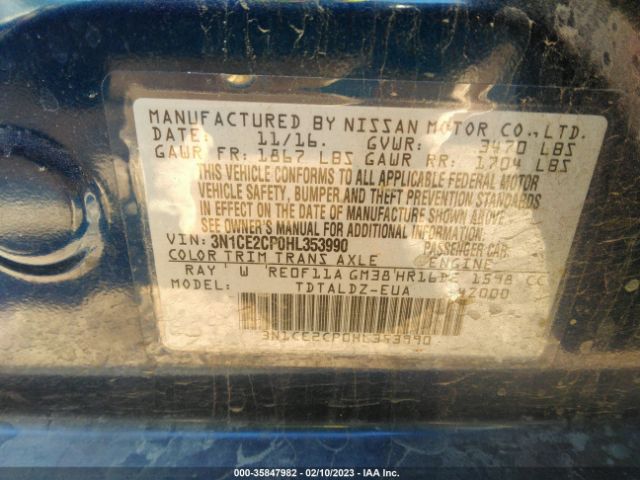 MANUFACTURED BY NISSAN MOTOR CO., LTD.
DATE: 11/16. GVWR: 3470 LBS
GAWR FR: 1867 LBS GAWR RR: 1704 LBS
THIS VEHICLE CONFORMS TO ALL APPLICABLE FEDERAL MOTOR
VEHICLE SAFETY, BUMPER AND THEFT PREVENTION STANDARDS
IN EFFECT ON THE DATE OF MANUFACTURE SHOWN ABOVE.
SEE OWNER'S MANUAL FOR ADDITIONAL INFORMATION.
VIN: 3N1CE2CP0HL353990 PASSENGER CAR
COLOR TRIM TRANS AXLE ENGINE
RAY W RE0F11A GM38 1598 CC
MODEL: TDTALDZ-EUA
3N1CE2CP0HL353990
000-35847982 - 02/10/2023 - IAA Inc.